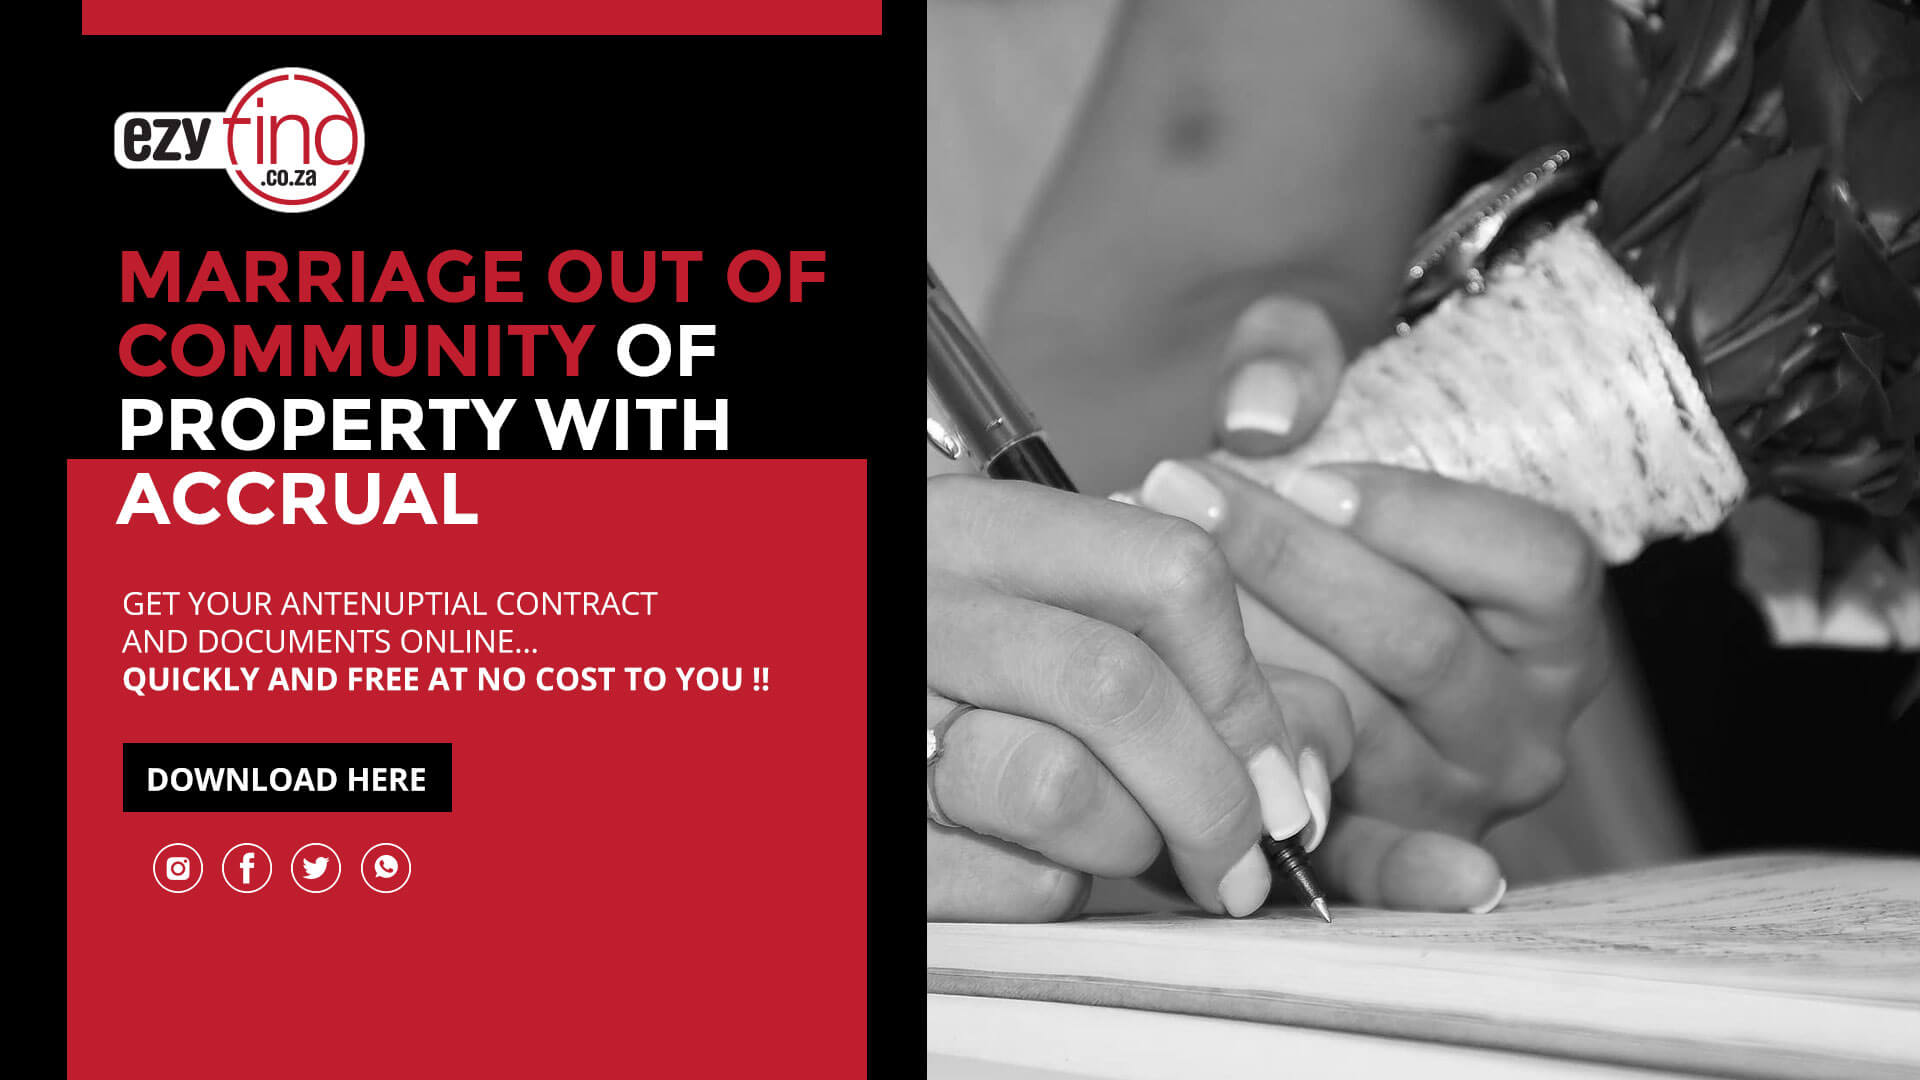 ezy find
.co.za
MARRIAGE OUT OF
COMMUNITY OF
PROPERTY WITH
ACCRUAL
GET YOUR ANTENUPTIAL CONTRACT
AND DOCUMENTS ONLINE...
QUICKLY AND FREE AT NO COST TO YOU !!
DOWNLOAD HERE